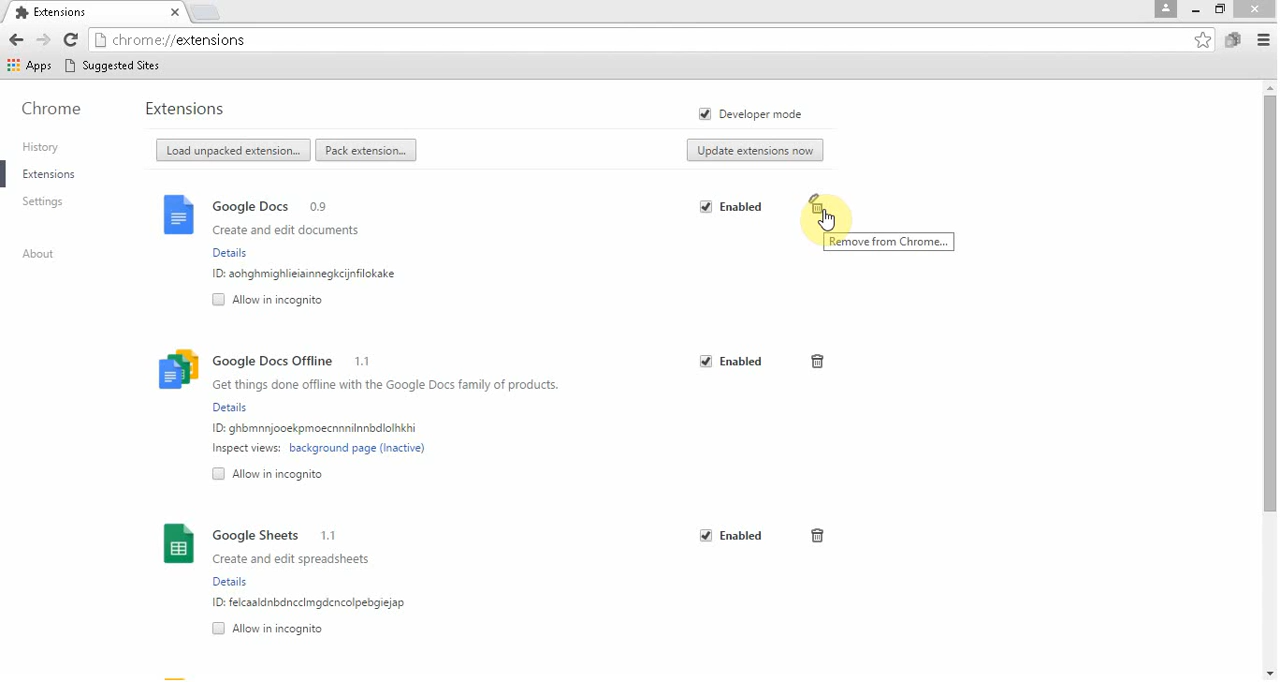 Extensions
chrome://extensions
Apps Suggested Sites
Chrome
History
Extensions
Settings
About
Extensions
Developer mode
Load unpacked extension... Pack extension... Update extensions now
Google Docs 0.9 Enabled
Create and edit documents
Remove from Chrome...
Details
ID: aohghmighlieiainnegkcijnfilokake
Allow in incognito
Google Docs Offline 1.1 Enabled
Get things done offline with the Google Docs family of products.
Details
ID: ghbmnnjooekpmoecnnnilnnbdlolhkhi
Inspect views: background page (Inactive)
Allow in incognito
Google Sheets 1.1 Enabled
Create and edit spreadsheets
Details
ID: felcaaldnbdncclmgdcncolpebgiejap
Allow in incognito